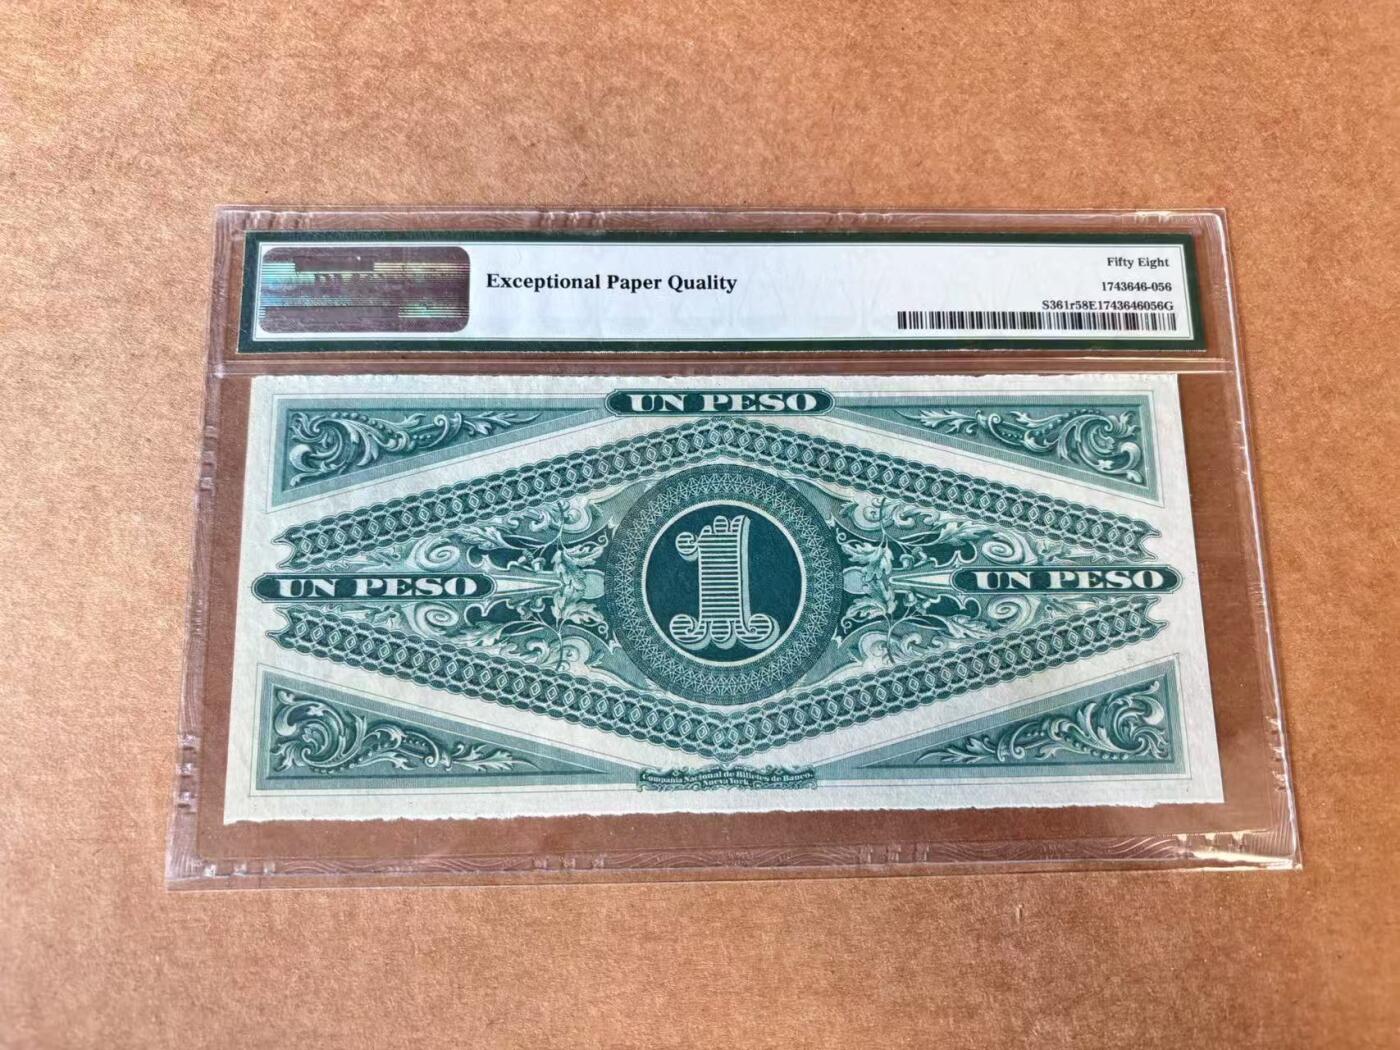 Exceptional Paper Quality
Fifty Eight
1743646-056
S361r58E1743646056G
UN PESO
1
UN PESO
UN PESO
Compañia Nacional de Billetes de Banco.
Nueva York